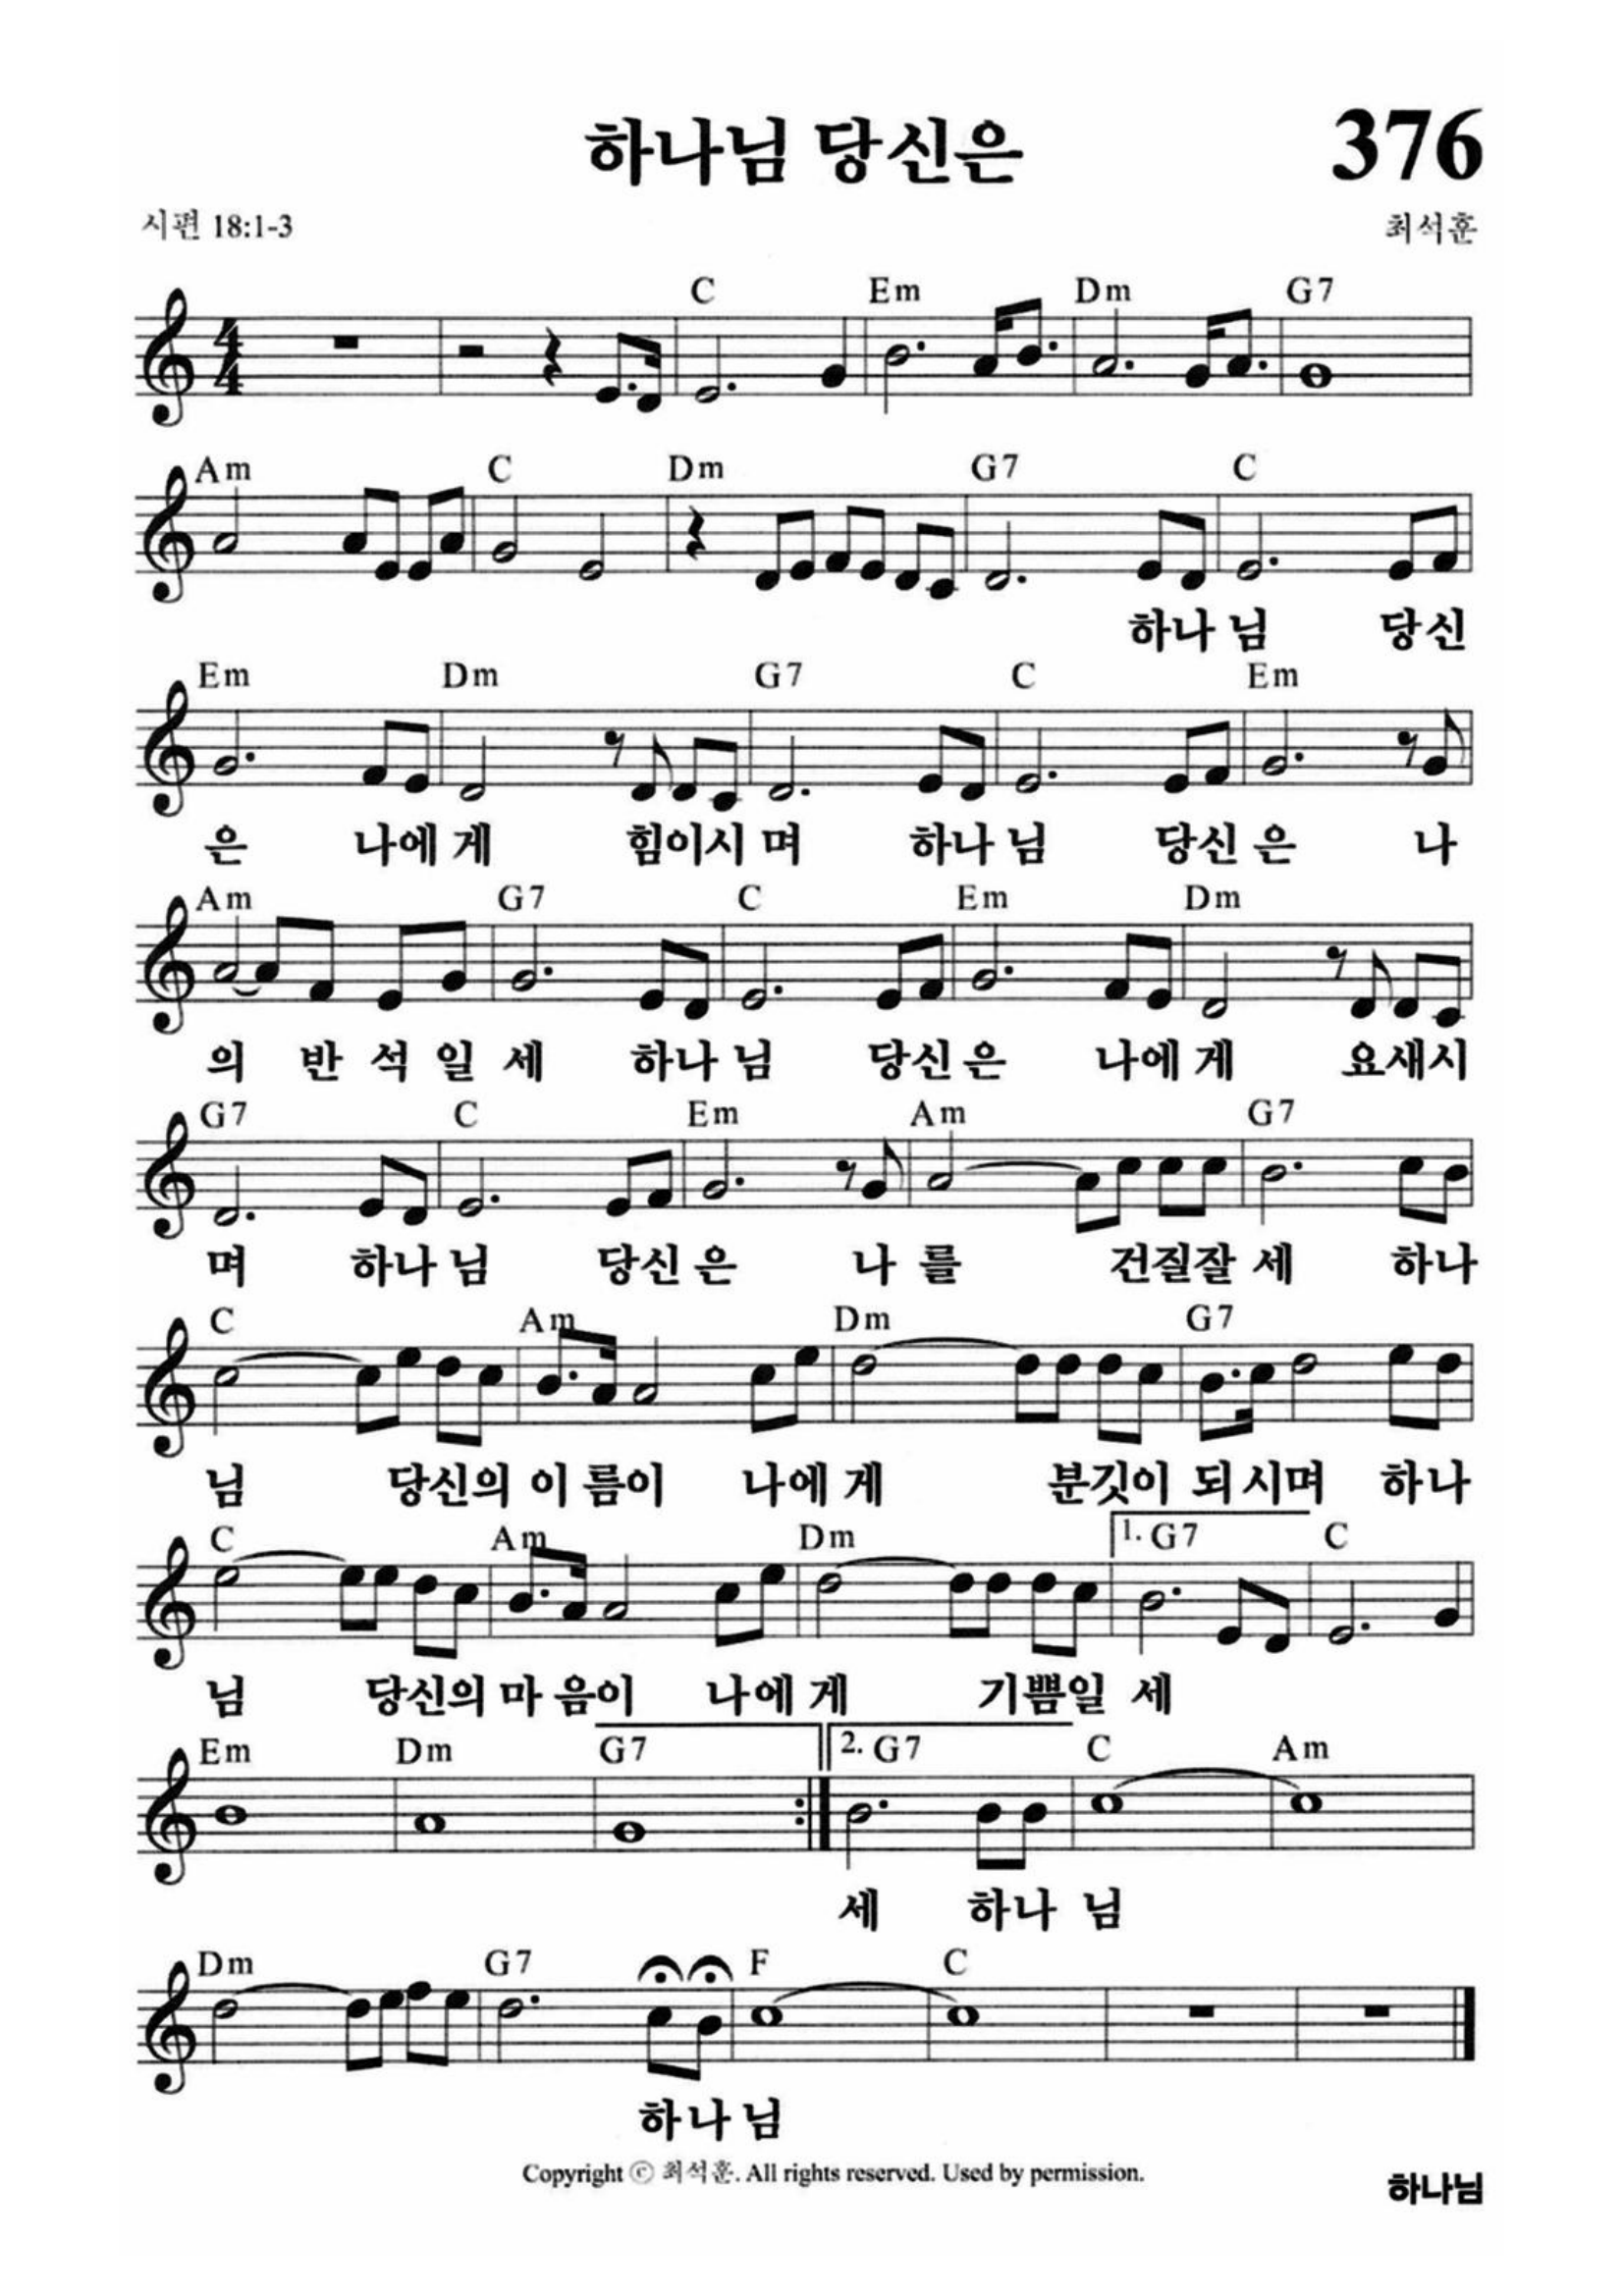 하나님 당신은
376
시편 18:1-3
최석훈
C Em Dm G7
Am C Dm G7 C
하나 님 당신
Em Dm G7 C Em
은 나에 게 힘이시 며 하나 님 당신 은 나
Am G7 C Em Dm
의 반 석 일 세 하나 님 당신 은 나에 게 요새시
G7 C Em Am G7
며 하나 님 당신 은 나 를 건질잘 세 하나
C Am Dm G7
님 당신의 이 름이 나에 게 분깃이 되 시며 하나
C Am Dm 1. G7 C
님 당신의 마 음이 나에 게 기쁨일 세
Em Dm G7 2. G7 C Am
세 하나 님
Dm G7 F C
하나 님
Copyright ⓒ 최석훈. All rights reserved. Used by permission.
하나님